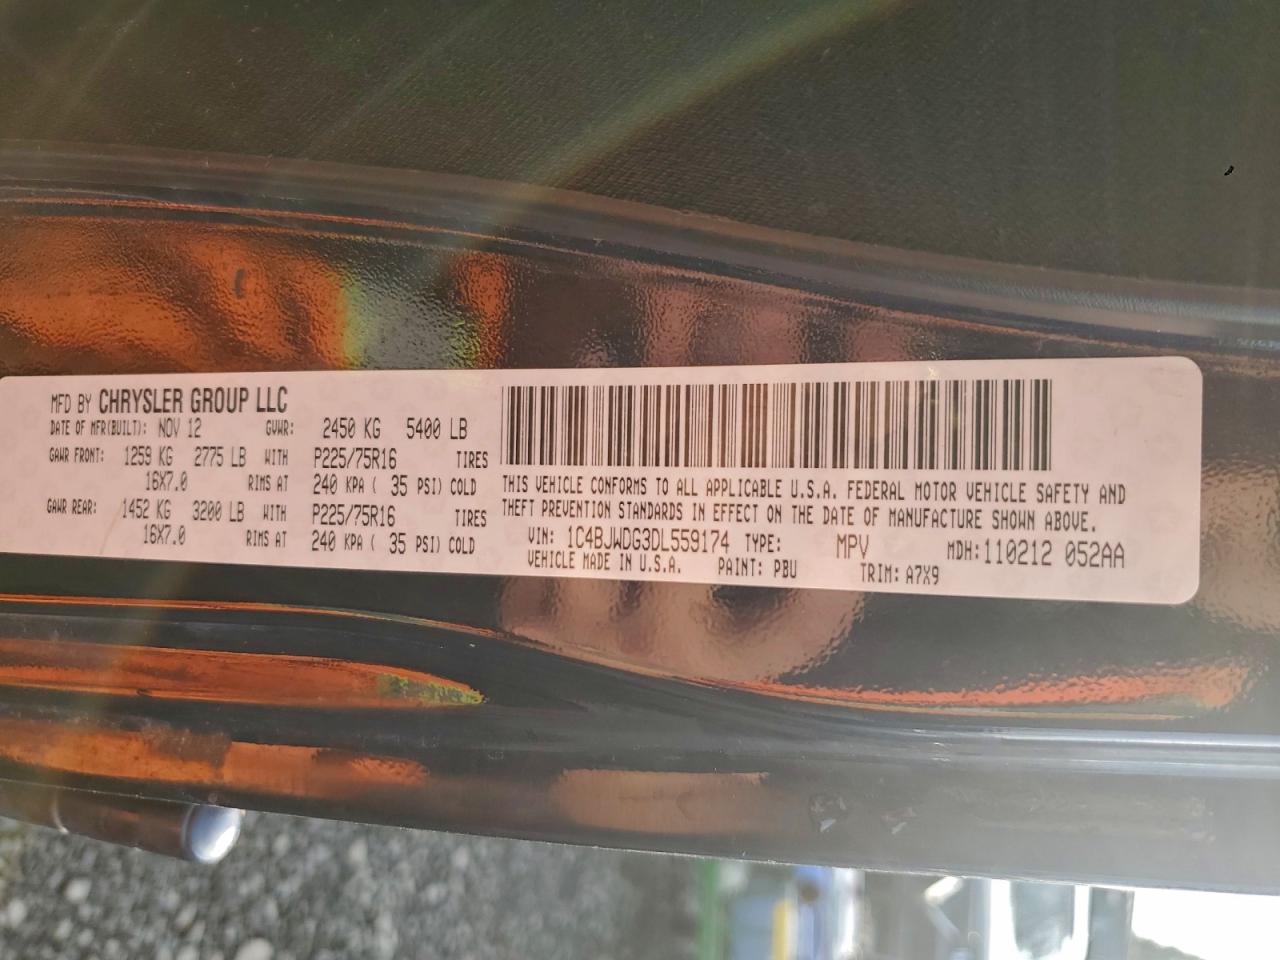 MFD BY CHRYSLER GROUP LLC
DATE OF MFR(BUILT): NOV 12 GVWR: 2450 KG 5400 LB
GAWR FRONT: 1259 KG 2775 LB WITH P225/75R16 TIRES
16X7.0 RIMS AT 240 KPA ( 35 PSI) COLD
GAWR REAR: 1452 KG 3200 LB WITH P225/75R16 TIRES
16X7.0 RIMS AT 240 KPA ( 35 PSI) COLD
THIS VEHICLE CONFORMS TO ALL APPLICABLE U.S.A. FEDERAL MOTOR VEHICLE SAFETY AND
THEFT PREVENTION STANDARDS IN EFFECT ON THE DATE OF MANUFACTURE SHOWN ABOVE.
VIN: 1C4BJWDG3DL559174 TYPE: MPV MDH:110212 052AA
VEHICLE MADE IN U.S.A. PAINT: PBU TRIM: A7X9